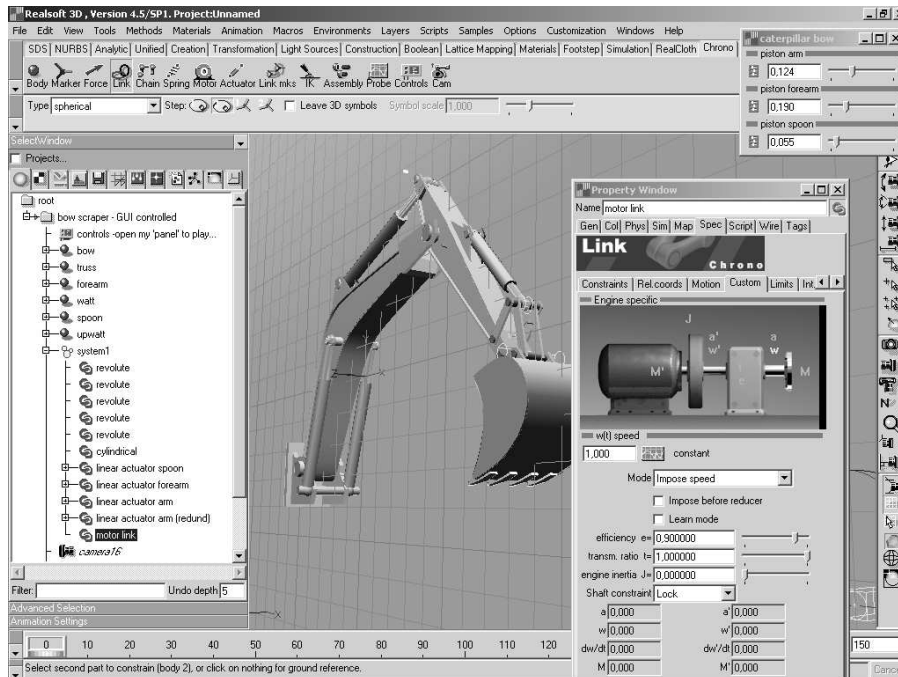 Realsoft 3D , Version 4.5/SP1. Project:Unnamed
File Edit View Tools Methods Materials Animation Macros Environments Layers Scripts Samples Options Customization Windows Help
SDS NURBS Analytic Unified Creation Transformation Light Sources Construction Boolean Lattice Mapping Materials Footstep Simulation RealCloth Chrono
Body Marker Force Link Chain Spring Motor Actuator Link mks IK Assembly Probe Controls Cam
Type spherical Step: Leave 3D symbols Symbol scale 1,000
caterpillar bow
piston arm
0,124
piston forearm
0,190
piston spoon
0,055
SelectWindow
Projects...
root
bow scraper - GUI controlled
controls -open my 'panel' to play...
bow
truss
forearm
watt
spoon
upwatt
system1
revolute
revolute
revolute
revolute
revolute
cylindrical
linear actuator spoon
linear actuator forearm
linear actuator arm
linear actuator arm (redund)
motor link
camera16
Filter: Undo depth 5
Advanced Selection
Animation Settings
Property Window
Name motor link
Gen Col Phys Sim Map Spec Script Wire Tags
Link
Chrono
Constraints Rel.coords Motion Custom Limits Int.
Engine specific
J
a' a
w' w
M' M
w(t) speed
1,000 constant
Mode Impose speed
Impose before reducer
Learn mode
efficiency e= 0,900000
transm. ratio t= 1,000000
engine inertia J= 0,000000
Shaft constraint Lock
a 0,000 a' 0,000
w 0,000 w' 0,000
dw/dt 0,000 dw'/dt 0,000
M 0,000 M' 0,000
0 10 20 30 40 50 60 70 80 90 100 110 120 150
Select second part to constrain (body 2), or click on nothing for ground reference.